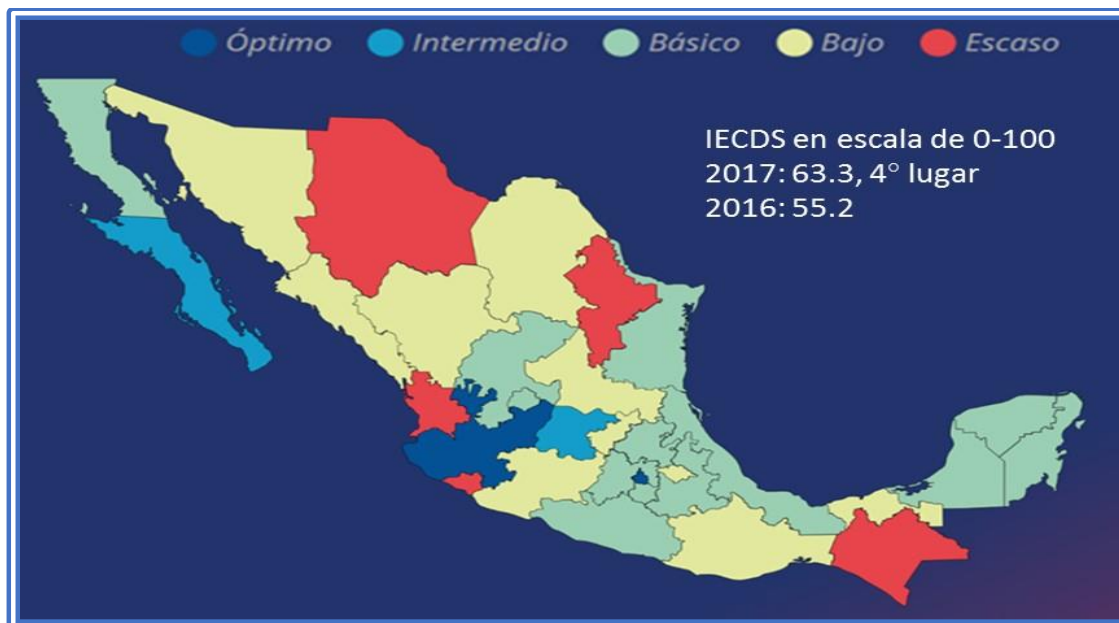 Óptimo Intermedio Básico Bajo Escaso
IECDS en escala de 0-100
2017: 63.3, 4° lugar
2016: 55.2